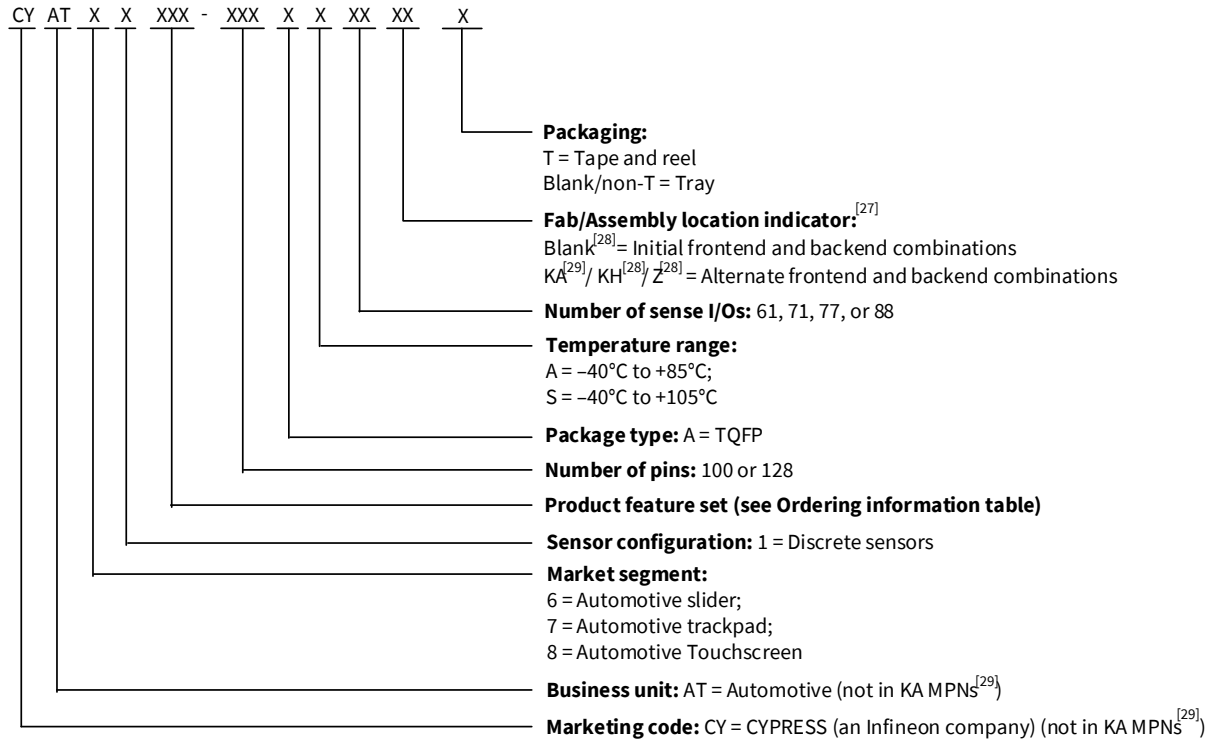 CY AT X X XXX - XXX X X XX XX X
Packaging:
T = Tape and reel
Blank/non-T = Tray
Fab/Assembly location indicator:[27]
Blank[28]= Initial frontend and backend combinations
KA[29]/ KH[28]/ Z[28] = Alternate frontend and backend combinations
Number of sense I/Os: 61, 71, 77, or 88
Temperature range:
A = –40°C to +85°C;
S = –40°C to +105°C
Package type: A = TQFP
Number of pins: 100 or 128
Product feature set (see Ordering information table)
Sensor configuration: 1 = Discrete sensors
Market segment:
6 = Automotive slider;
7 = Automotive trackpad;
8 = Automotive Touchscreen
Business unit: AT = Automotive (not in KA MPNs[29])
Marketing code: CY = CYPRESS (an Infineon company) (not in KA MPNs[29])